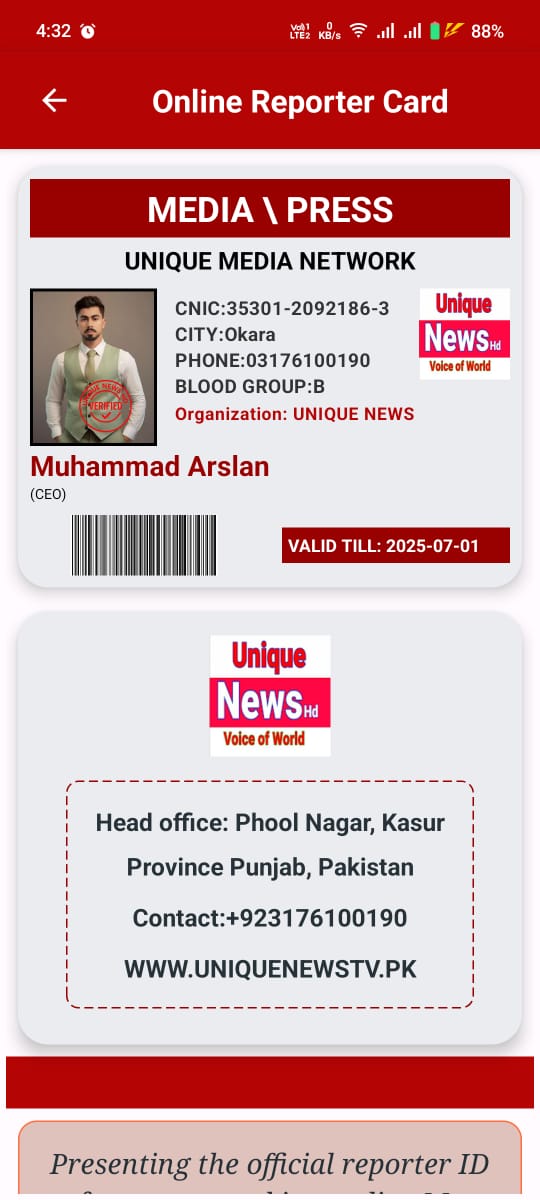 4:32
Vo)) 1
LTE2
0
KB/s
88%
Online Reporter Card
MEDIA \ PRESS
UNIQUE MEDIA NETWORK
CNIC:35301-2092186-3
CITY:Okara
PHONE:03176100190
BLOOD GROUP:B
Organization: UNIQUE NEWS
Unique
News Hd
Voice of World
UNIQUE NEWS
VERIFIED
Muhammad Arslan
(CEO)
VALID TILL: 2025-07-01
Unique
News Hd
Voice of World
Head office: Phool Nagar, Kasur
Province Punjab, Pakistan
Contact:+923176100190
WWW.UNIQUENEWSTV.PK
Presenting the official reporter ID